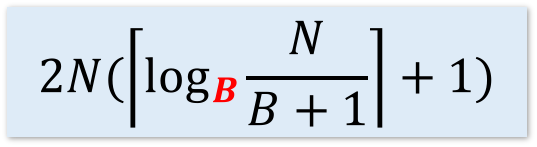 2N(⌈log_B N/(B + 1)⌉ + 1)